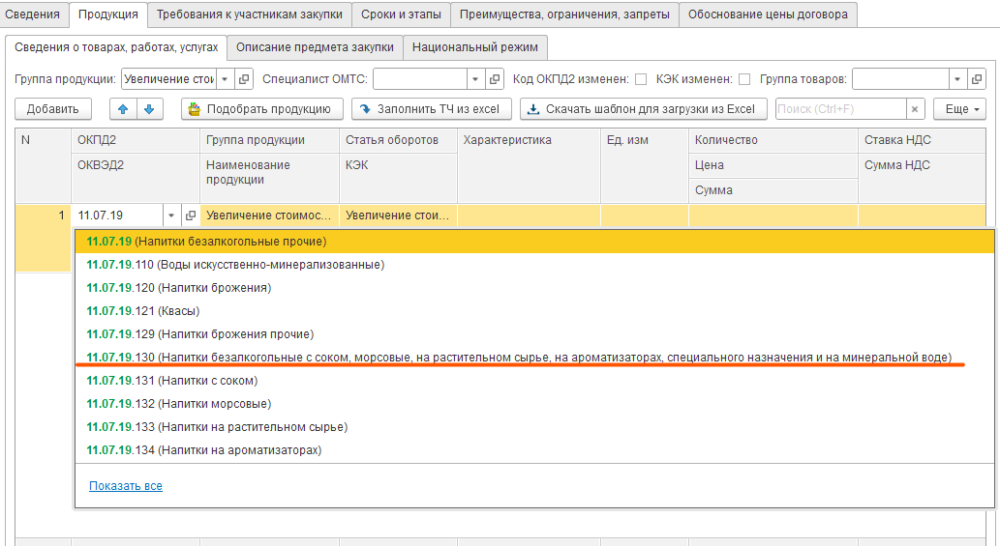 Сведения Продукция Требования к участникам закупки Сроки и этапы Преимущества, ограничения, запреты Обоснование цены договора
Сведения о товарах, работах, услугах Описание предмета закупки Национальный режим
Группа продукции: Увеличение стои Специалист ОМТС: Код ОКПД2 изменен: КЭК изменен: Группа товаров:
Добавить Подобрать продукцию Заполнить ТЧ из excel Скачать шаблон для загрузки из Excel Поиск (Ctrl+F) × Еще
N ОКПД2 Группа продукции Статья оборотов Характеристика Ед. изм Количество Ставка НДС
ОКВЭД2 Наименование продукции КЭК Цена Сумма НДС
Сумма
1 11.07.19 Увеличение стоимос... Увеличение стои...
11.07.19 (Напитки безалкогольные прочие)
11.07.19.110 (Воды искусственно-минерализованные)
11.07.19.120 (Напитки брожения)
11.07.19.121 (Квасы)
11.07.19.129 (Напитки брожения прочие)
11.07.19.130 (Напитки безалкогольные с соком, морсовые, на растительном сырье, на ароматизаторах, специального назначения и на минеральной воде)
11.07.19.131 (Напитки с соком)
11.07.19.132 (Напитки морсовые)
11.07.19.133 (Напитки на растительном сырье)
11.07.19.134 (Напитки на ароматизаторах)
Показать все